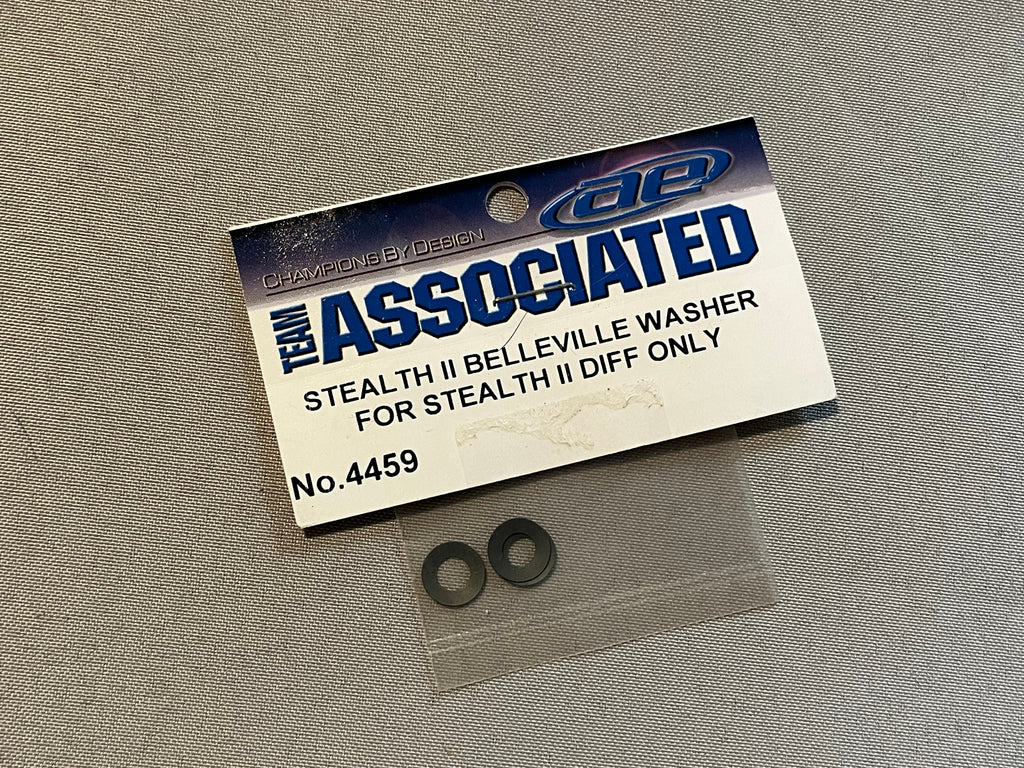 ae
CHAMPIONS BY DESIGN
TEAM ASSOCIATED
STEALTH II BELLEVILLE WASHER
FOR STEALTH II DIFF ONLY
No.4459